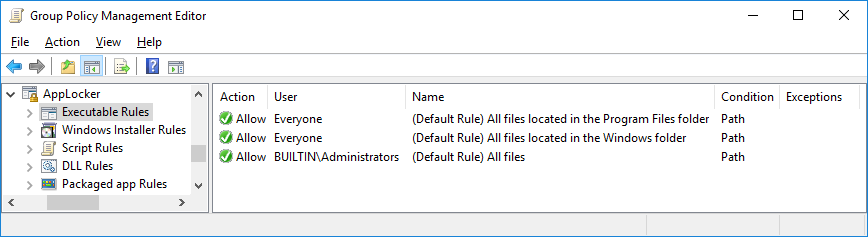 Group Policy Management Editor
File Action View Help
AppLocker
Executable Rules
Windows Installer Rules
Script Rules
DLL Rules
Packaged app Rules
Action User Name Condition Exceptions
Allow Everyone (Default Rule) All files located in the Program Files folder Path
Allow Everyone (Default Rule) All files located in the Windows folder Path
Allow BUILTIN\Administrators (Default Rule) All files Path